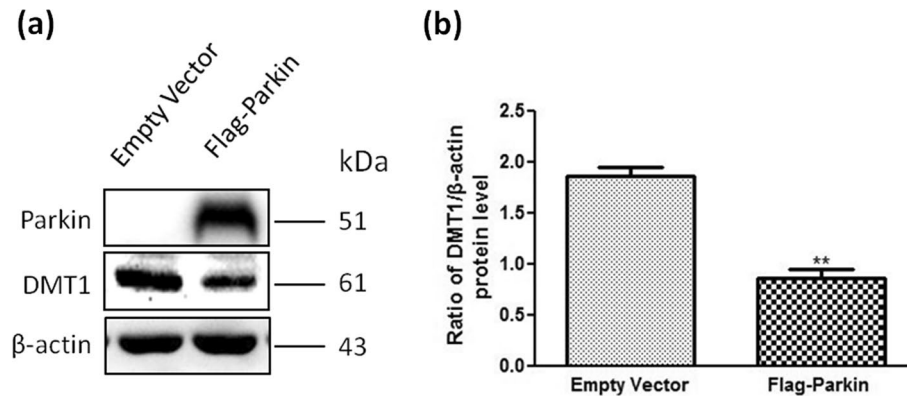 (a)
Empty Vector
Flag-Parkin
kDa
Parkin
51
DMT1
61
β-actin
43
(b)
Ratio of DMT1/β-actin
protein level
2.5
2.0
1.5
1.0
0.5
0.0
**
Empty Vector
Flag-Parkin